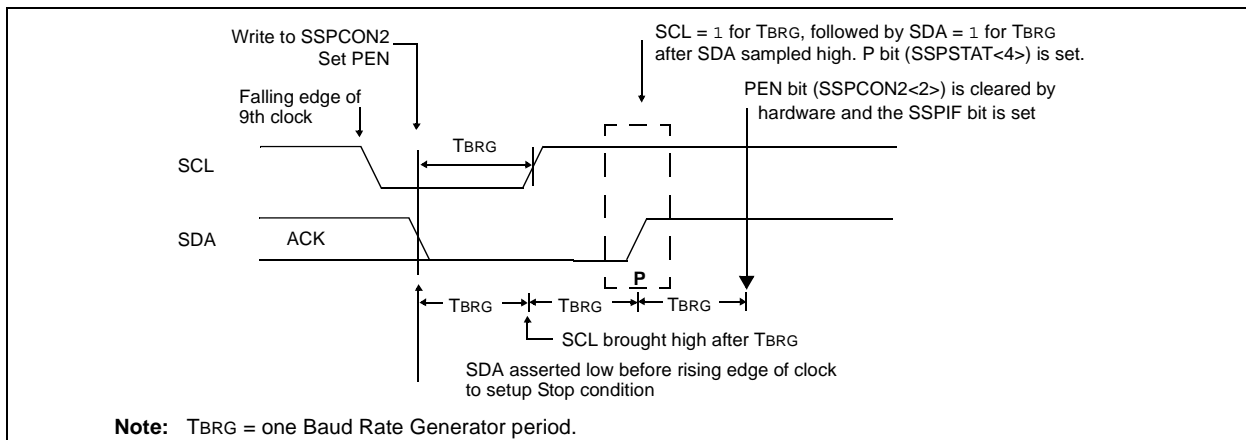 Write to SSPCON2
Set PEN
SCL = 1 for TBRG, followed by SDA = 1 for TBRG
after SDA sampled high. P bit (SSPSTAT<4>) is set.
Falling edge of
9th clock
PEN bit (SSPCON2<2>) is cleared by
hardware and the SSPIF bit is set
TBRG
SCL
SDA
ACK
P
TBRG
TBRG
TBRG
SCL brought high after TBRG
SDA asserted low before rising edge of clock
to setup Stop condition
Note: TBRG = one Baud Rate Generator period.